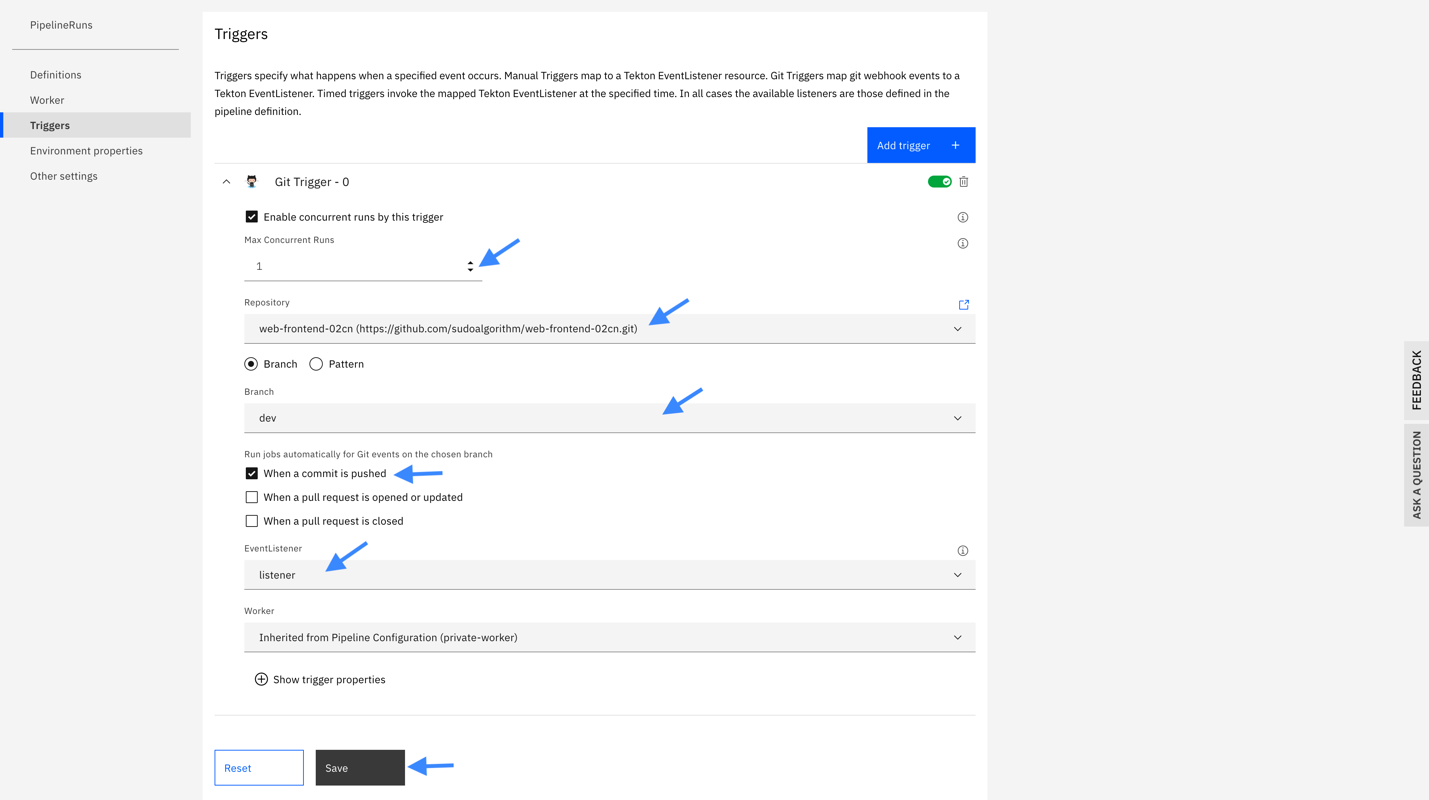 PipelineRuns
Definitions
Worker
Triggers
Environment properties
Other settings
Triggers
Triggers specify what happens when a specified event occurs. Manual Triggers map to a Tekton EventListener resource. Git Triggers map git webhook events to a
Tekton EventListener. Timed triggers invoke the mapped Tekton EventListener at the specified time. In all cases the available listeners are those defined in the
pipeline definition.
Add trigger +
Git Trigger - 0
Enable concurrent runs by this trigger
Max Concurrent Runs
1
Repository
web-frontend-02cn (https://github.com/sudoalgorithm/web-frontend-02cn.git)
Branch Pattern
Branch
dev
Run jobs automatically for Git events on the chosen branch
When a commit is pushed
When a pull request is opened or updated
When a pull request is closed
EventListener
listener
Worker
Inherited from Pipeline Configuration (private-worker)
Show trigger properties
Reset Save
FEEDBACK
ASK A QUESTION